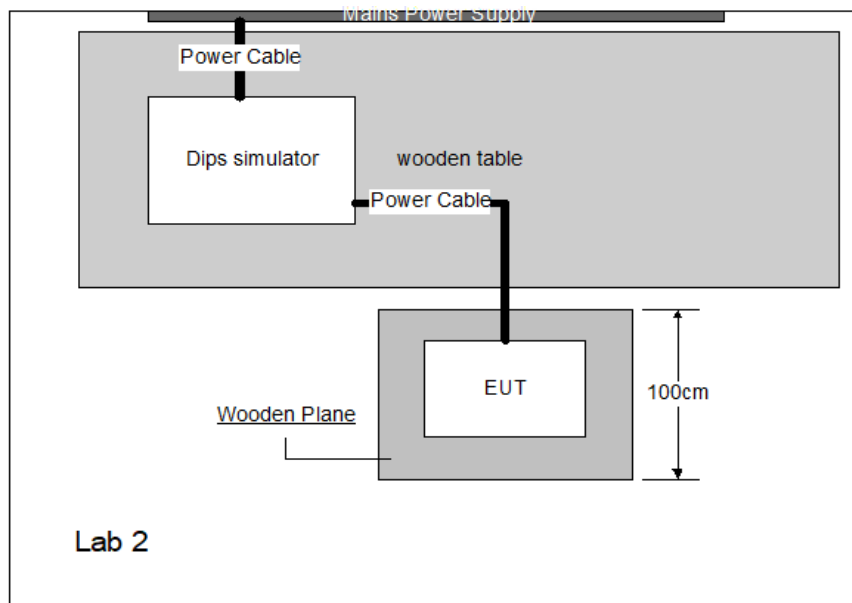 Mains Power Supply
Power Cable
Dips simulator
wooden table
Power Cable
EUT
100cm
Wooden Plane
Lab 2